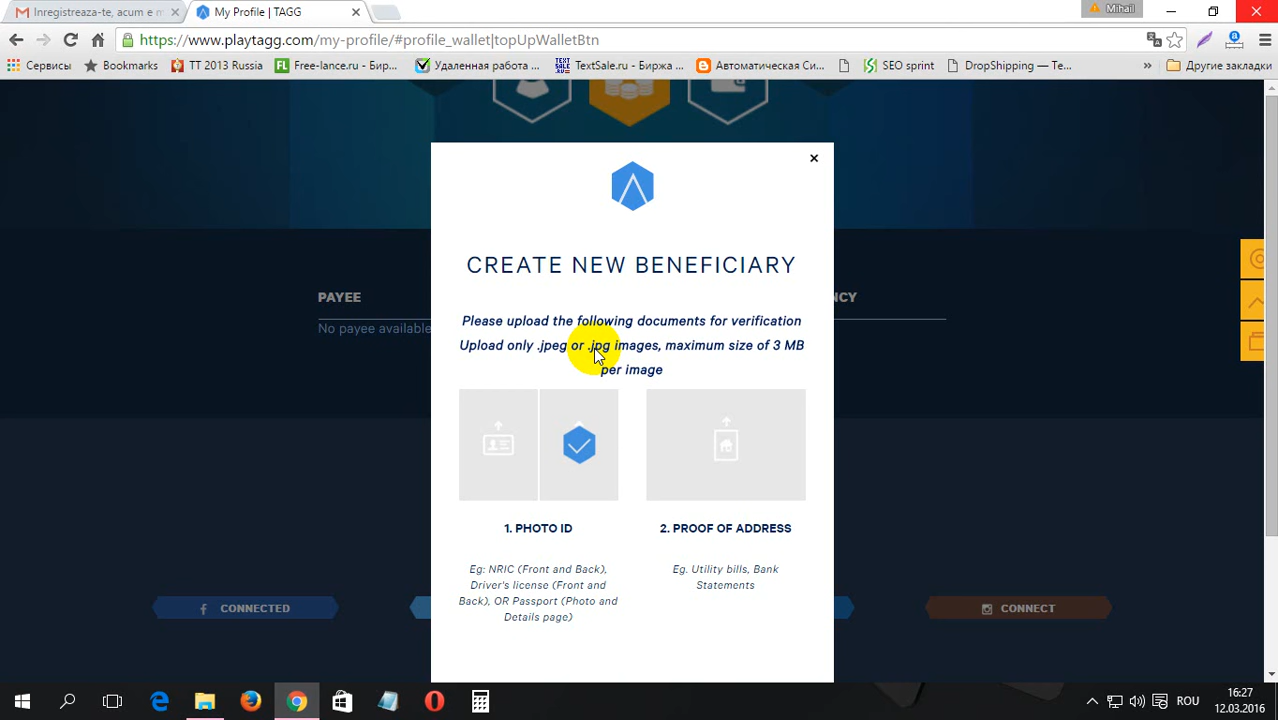 Inregistreaza-te, acum e m
My Profile | TAGG
Mihail
https://www.playtagg.com/my-profile/#profile_wallet|topUpWalletBtn
Сервисы
Bookmarks
TT 2013 Russia
FL Free-lance.ru - Бир...
Удаленная работа ...
TEXT SALE TextSale.ru - Биржа ...
Автоматическая Си...
SEO sprint
DropShipping — Те...
»
Другие закладки
CREATE NEW BENEFICIARY
Please upload the following documents for verification
Upload only .jpeg or .jpg images, maximum size of 3 MB
per image
PAYEE
NCY
No payee available
1. PHOTO ID
2. PROOF OF ADDRESS
Eg: NRIC (Front and Back),
Driver's license (Front and
Back), OR Passport (Photo and
Details page)
Eg. Utility bills, Bank
Statements
CONNECTED
CONNECT
ROU
16:27
12.03.2016